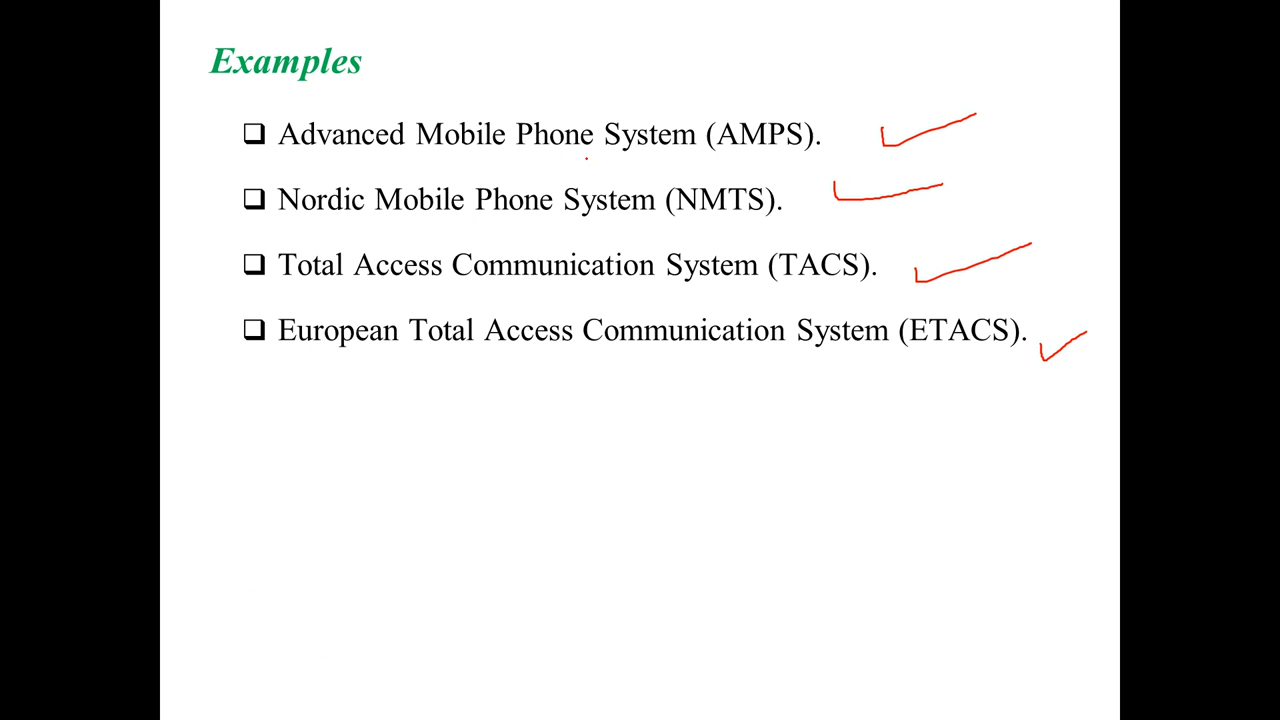 Examples
Advanced Mobile Phone System (AMPS).
Nordic Mobile Phone System (NMTS).
Total Access Communication System (TACS).
European Total Access Communication System (ETACS).